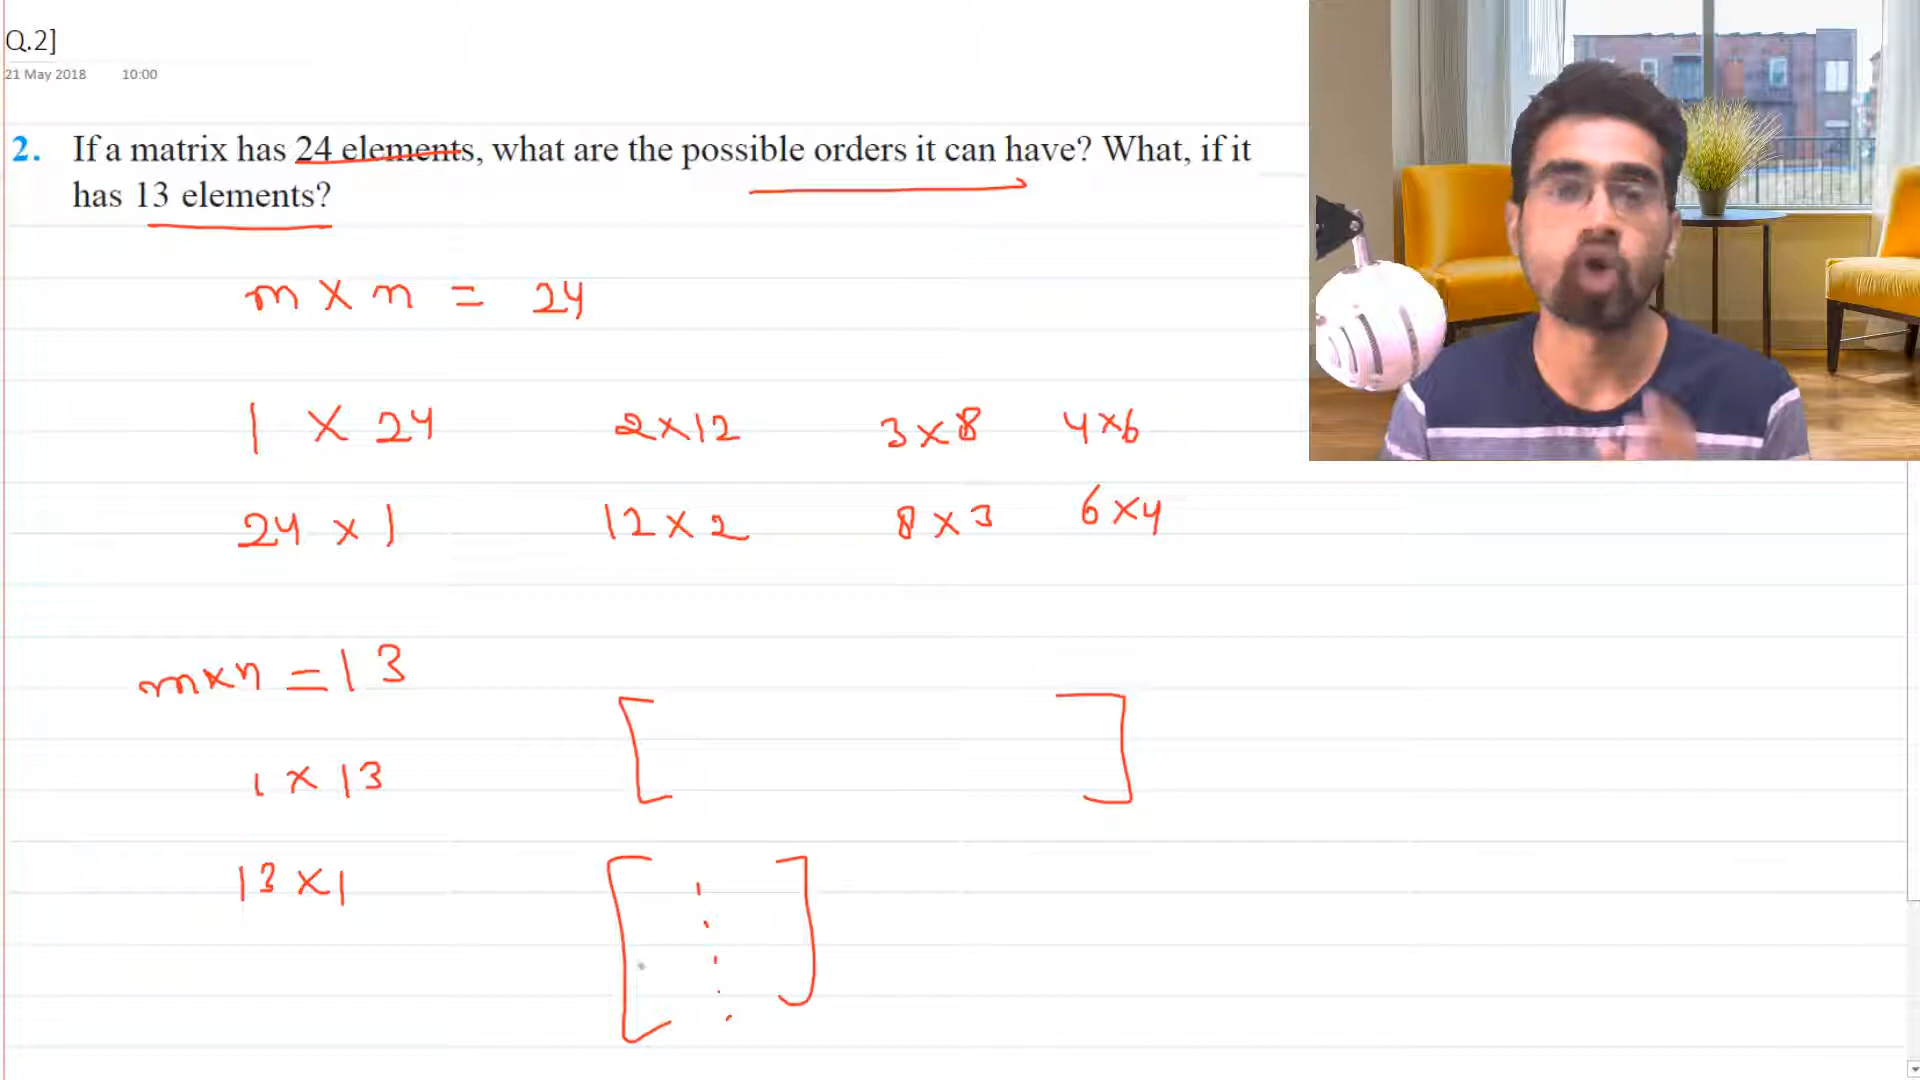 Q.2]
21 May 2018 10:00
2. If a matrix has 24 elements, what are the possible orders it can have? What, if it
has 13 elements?
m × n = 24
1 × 24 2×12 3×8 4×6
24 × 1 12×2 8×3 6×4
m×n = 13
1 × 13
13 ×1